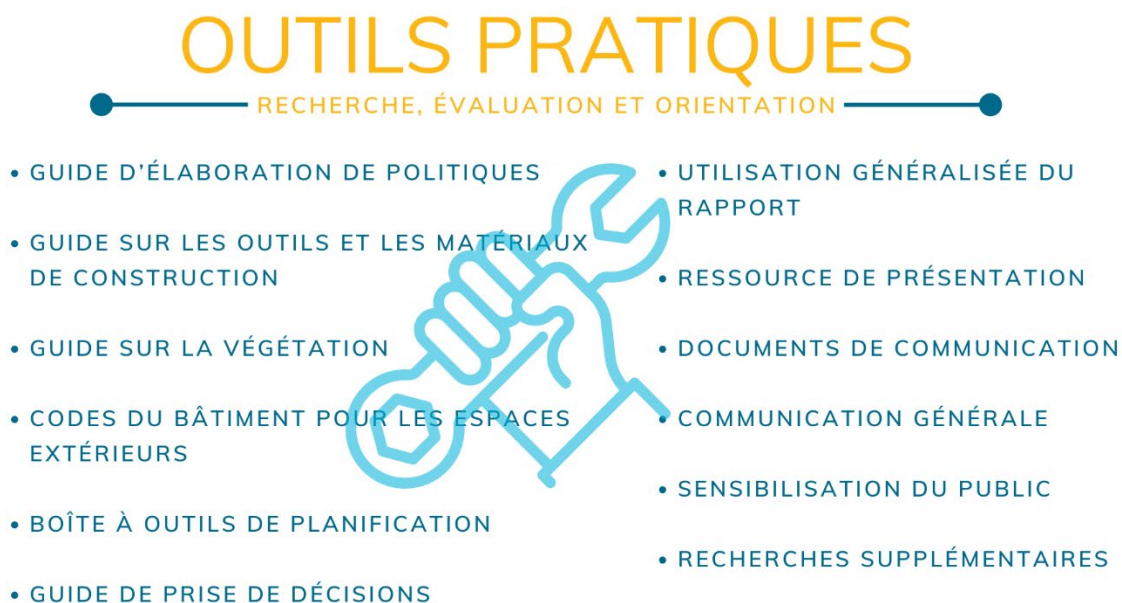 OUTILS PRATIQUES
RECHERCHE, ÉVALUATION ET ORIENTATION
• GUIDE D'ÉLABORATION DE POLITIQUES
• GUIDE SUR LES OUTILS ET LES MATÉRIAUX
DE CONSTRUCTION
• GUIDE SUR LA VÉGÉTATION
• CODES DU BÂTIMENT POUR LES ESPACES
EXTÉRIEURS
• BOÎTE À OUTILS DE PLANIFICATION
• GUIDE DE PRISE DE DÉCISIONS
• UTILISATION GÉNÉRALISÉE DU
RAPPORT
• RESSOURCE DE PRÉSENTATION
• DOCUMENTS DE COMMUNICATION
• COMMUNICATION GÉNÉRALE
• SENSIBILISATION DU PUBLIC
• RECHERCHES SUPPLÉMENTAIRES